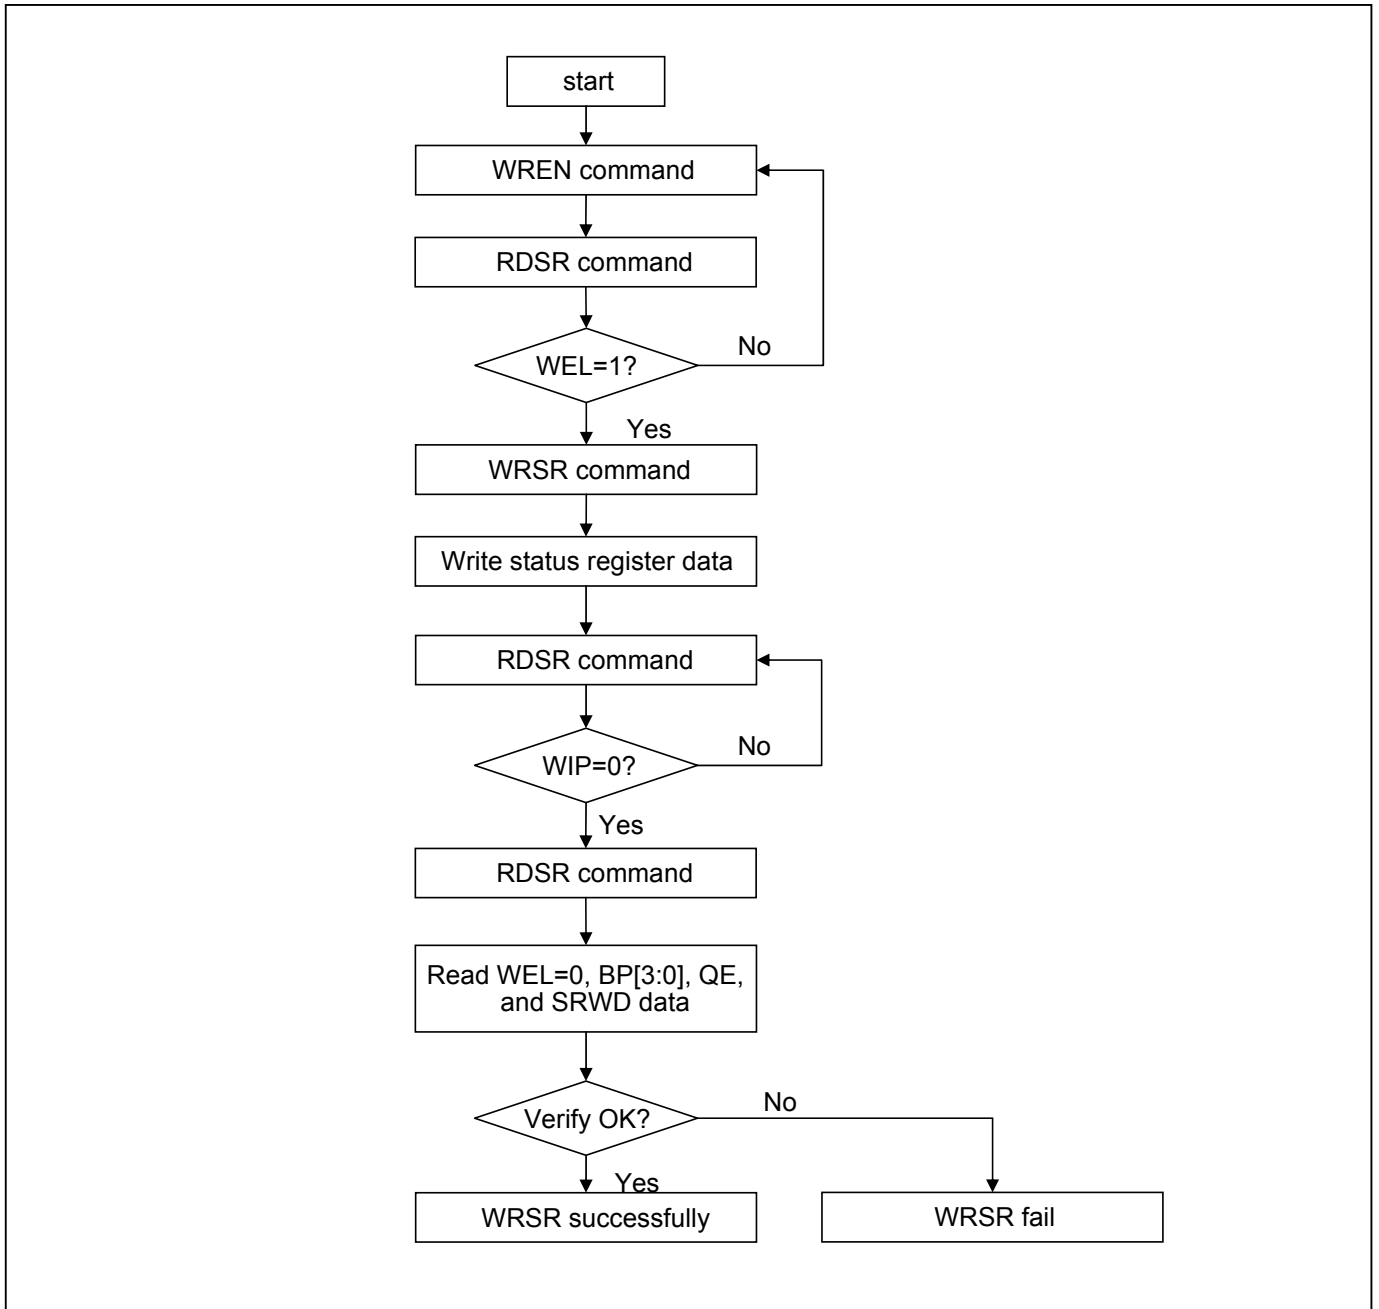 start
WREN command
RDSR command
WEL=1?
No
Yes
WRSR command
Write status register data
RDSR command
WIP=0?
No
Yes
RDSR command
Read WEL=0, BP[3:0], QE,
and SRWD data
Verify OK?
No
Yes
WRSR successfully
WRSR fail